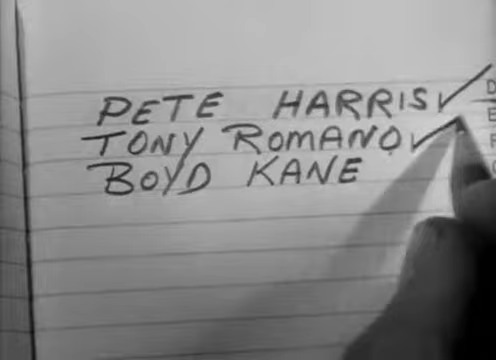 PETE HARRIS ✓
TONY ROMANO ✓
BOYD KANE
D
E
F